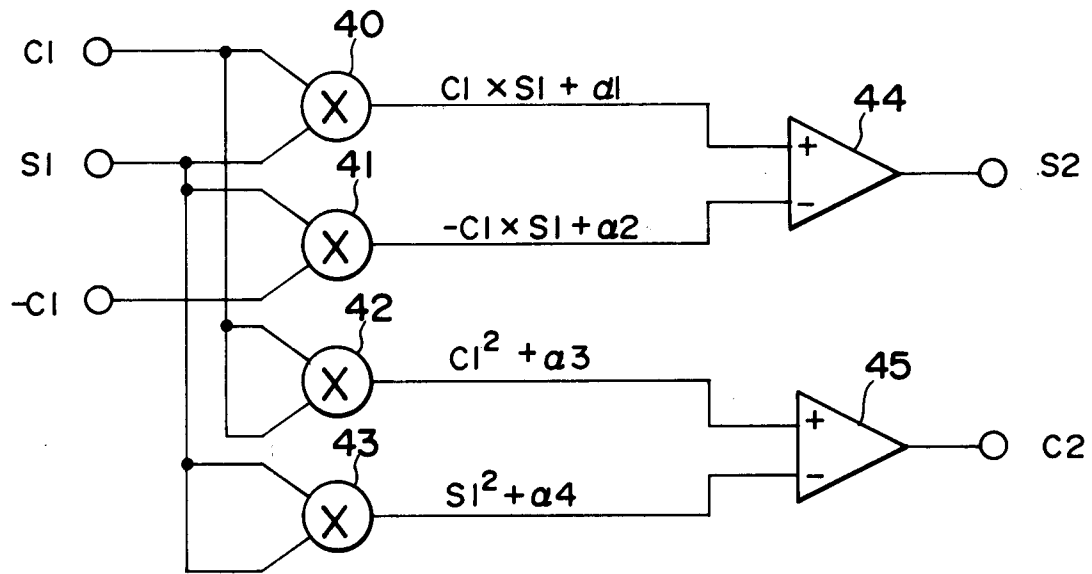 C1
40
C1 × S1 + α1
44
+
S2
S1
41
−
−C1 × S1 + α2
−C1
42
C1² + α3
45
+
C2
43
−
S1² + α4
X
X
X
X